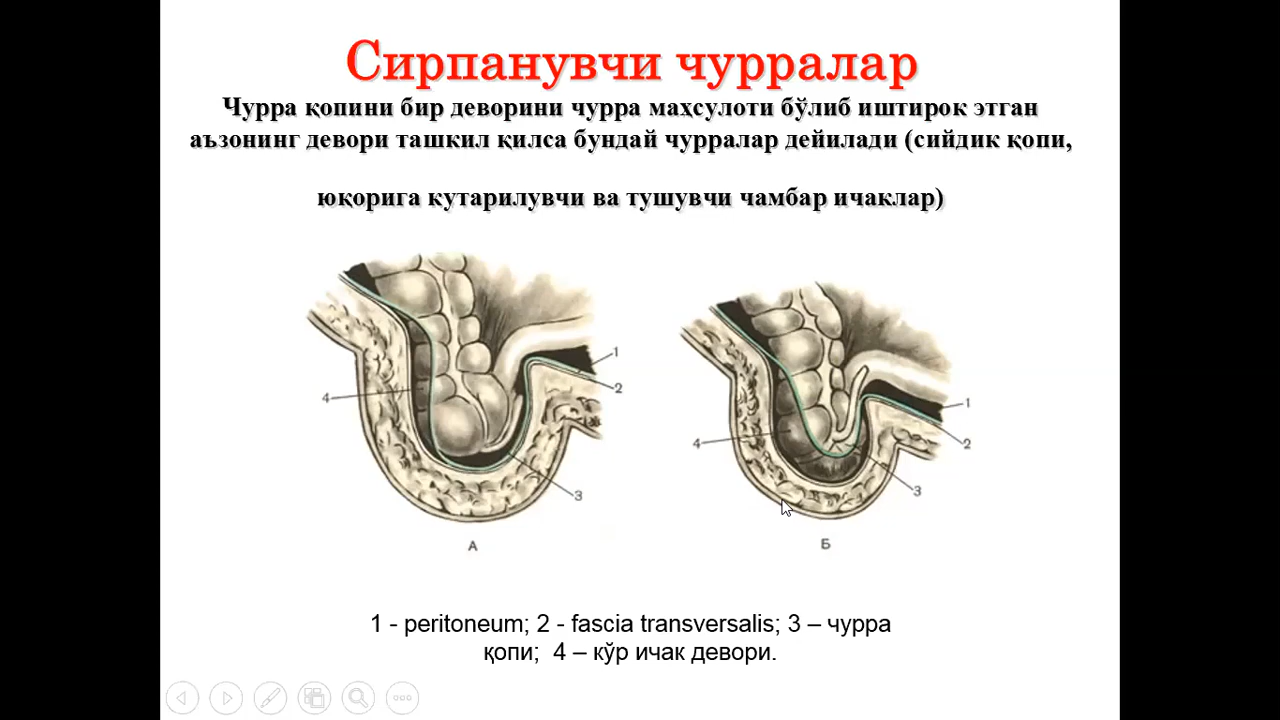 Сирпанувчи чурралар
Чурра қопини бир деворини чурра маҳсулоти бўлиб иштирок этган
аъзонинг девори ташкил қилса бундай чурралар дейилади (сийдик қопи,
юқорига кутарилувчи ва тушувчи чамбар ичаклар)
1
2
4
3
А
1
2
4
3
Б
1 - peritoneum; 2 - fascia transversalis; 3 – чурра
қопи;  4 – кўр ичак девори.